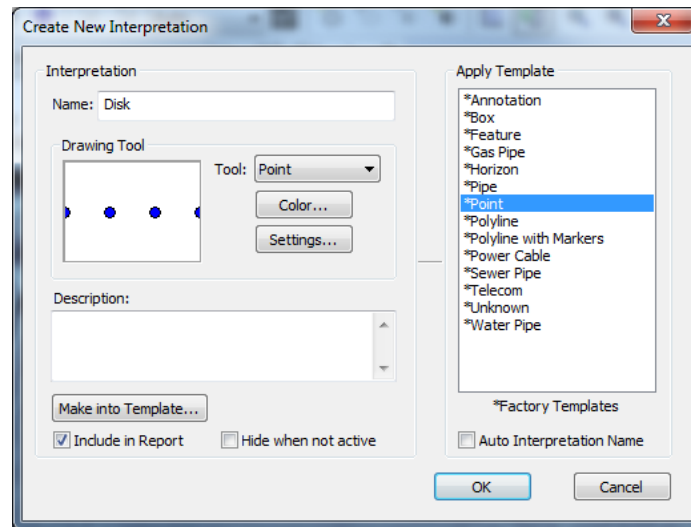 Create New Interpretation
Interpretation
Name: Disk
Drawing Tool
Tool: Point
Color...
Settings...
Description:
Make into Template...
Include in Report
Hide when not active
Apply Template
*Annotation
*Box
*Feature
*Gas Pipe
*Horizon
*Pipe
*Point
*Polyline
*Polyline with Markers
*Power Cable
*Sewer Pipe
*Telecom
*Unknown
*Water Pipe
*Factory Templates
Auto Interpretation Name
OK
Cancel